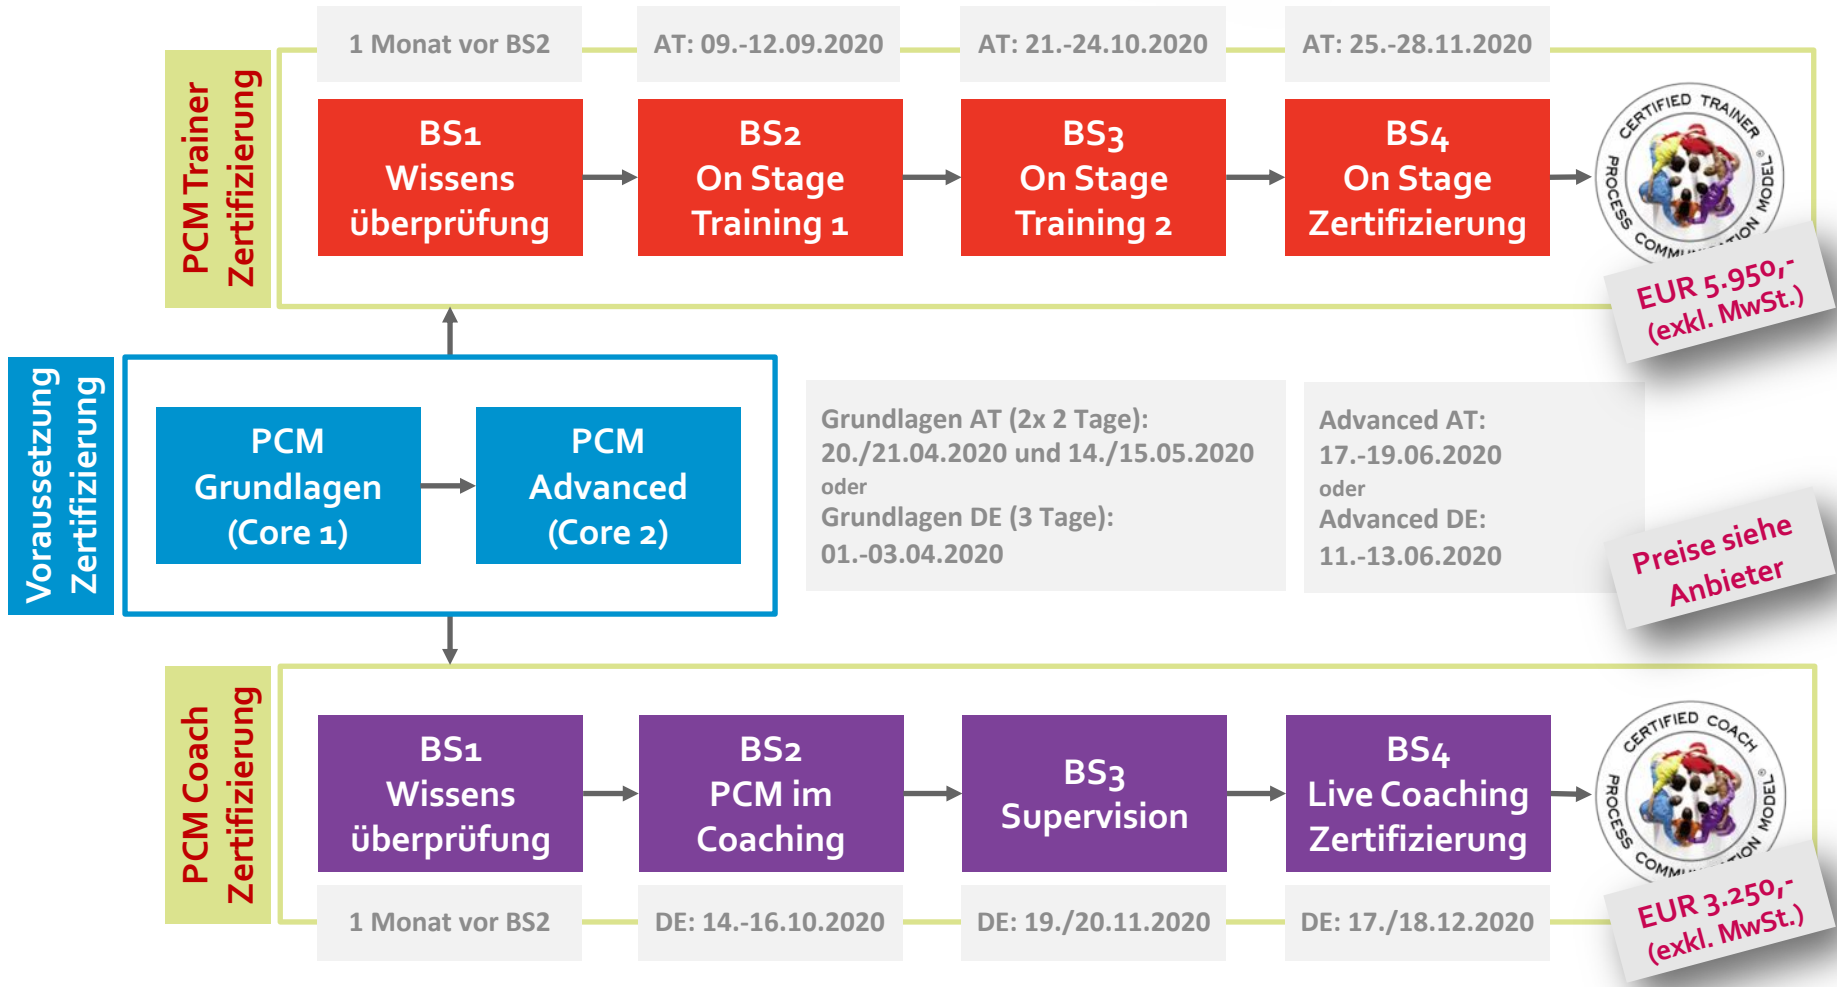 PCM Trainer
Zertifizierung
1 Monat vor BS2
AT: 09.-12.09.2020
AT: 21.-24.10.2020
AT: 25.-28.11.2020
BS1
Wissens
überprüfung
BS2
On Stage
Training 1
BS3
On Stage
Training 2
BS4
On Stage
Zertifizierung
CERTIFIED TRAINER
PROCESS COMMUNICATION MODEL®
EUR 5.950,-
(exkl. MwSt.)
Voraussetzung
Zertifizierung
PCM
Grundlagen
(Core 1)
PCM
Advanced
(Core 2)
Grundlagen AT (2x 2 Tage):
20./21.04.2020 und 14./15.05.2020
oder
Grundlagen DE (3 Tage):
01.-03.04.2020
Advanced AT:
17.-19.06.2020
oder
Advanced DE:
11.-13.06.2020
Preise siehe
Anbieter
PCM Coach
Zertifizierung
BS1
Wissens
überprüfung
BS2
PCM im
Coaching
BS3
Supervision
BS4
Live Coaching
Zertifizierung
CERTIFIED COACH
PROCESS COMMUNICATION MODEL®
EUR 3.250,-
(exkl. MwSt.)
1 Monat vor BS2
DE: 14.-16.10.2020
DE: 19./20.11.2020
DE: 17./18.12.2020